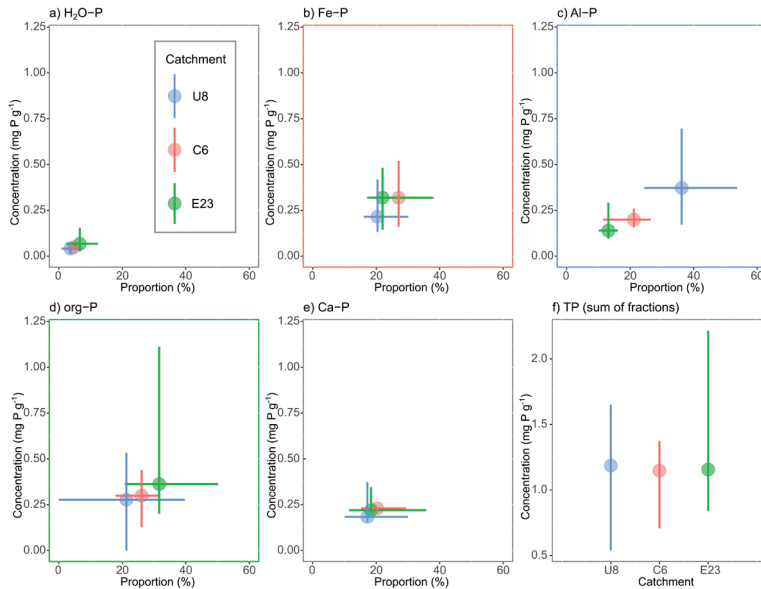 a) H₂O−P
b) Fe−P
c) Al−P
Concentration (mg P g⁻¹)
1.25
1.00
0.75
0.50
0.25
0.00
Catchment
U8
C6
E23
0 20 40 60
Proportion (%)
Concentration (mg P g⁻¹)
1.25
1.00
0.75
0.50
0.25
0.00
0 20 40 60
Proportion (%)
Concentration (mg P g⁻¹)
1.25
1.00
0.75
0.50
0.25
0.00
0 20 40 60
Proportion (%)
d) org−P
e) Ca−P
f) TP (sum of fractions)
Concentration (mg P g⁻¹)
1.25
1.00
0.75
0.50
0.25
0.00
0 20 40 60
Proportion (%)
Concentration (mg P g⁻¹)
1.25
1.00
0.75
0.50
0.25
0.00
0 20 40 60
Proportion (%)
Concentration (mg P g⁻¹)
2.0
1.5
1.0
0.5
U8 C6 E23
Catchment